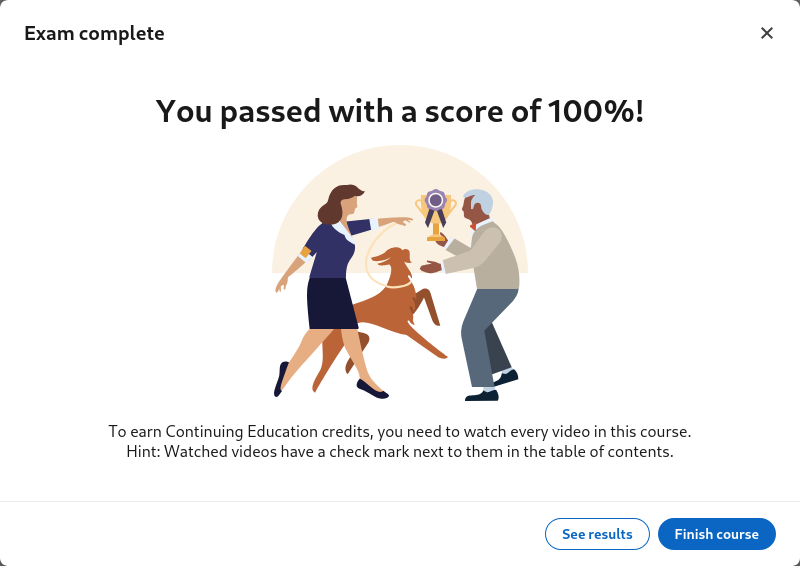 Exam complete
You passed with a score of 100%!
To earn Continuing Education credits, you need to watch every video in this course.
Hint: Watched videos have a check mark next to them in the table of contents.
See results
Finish course